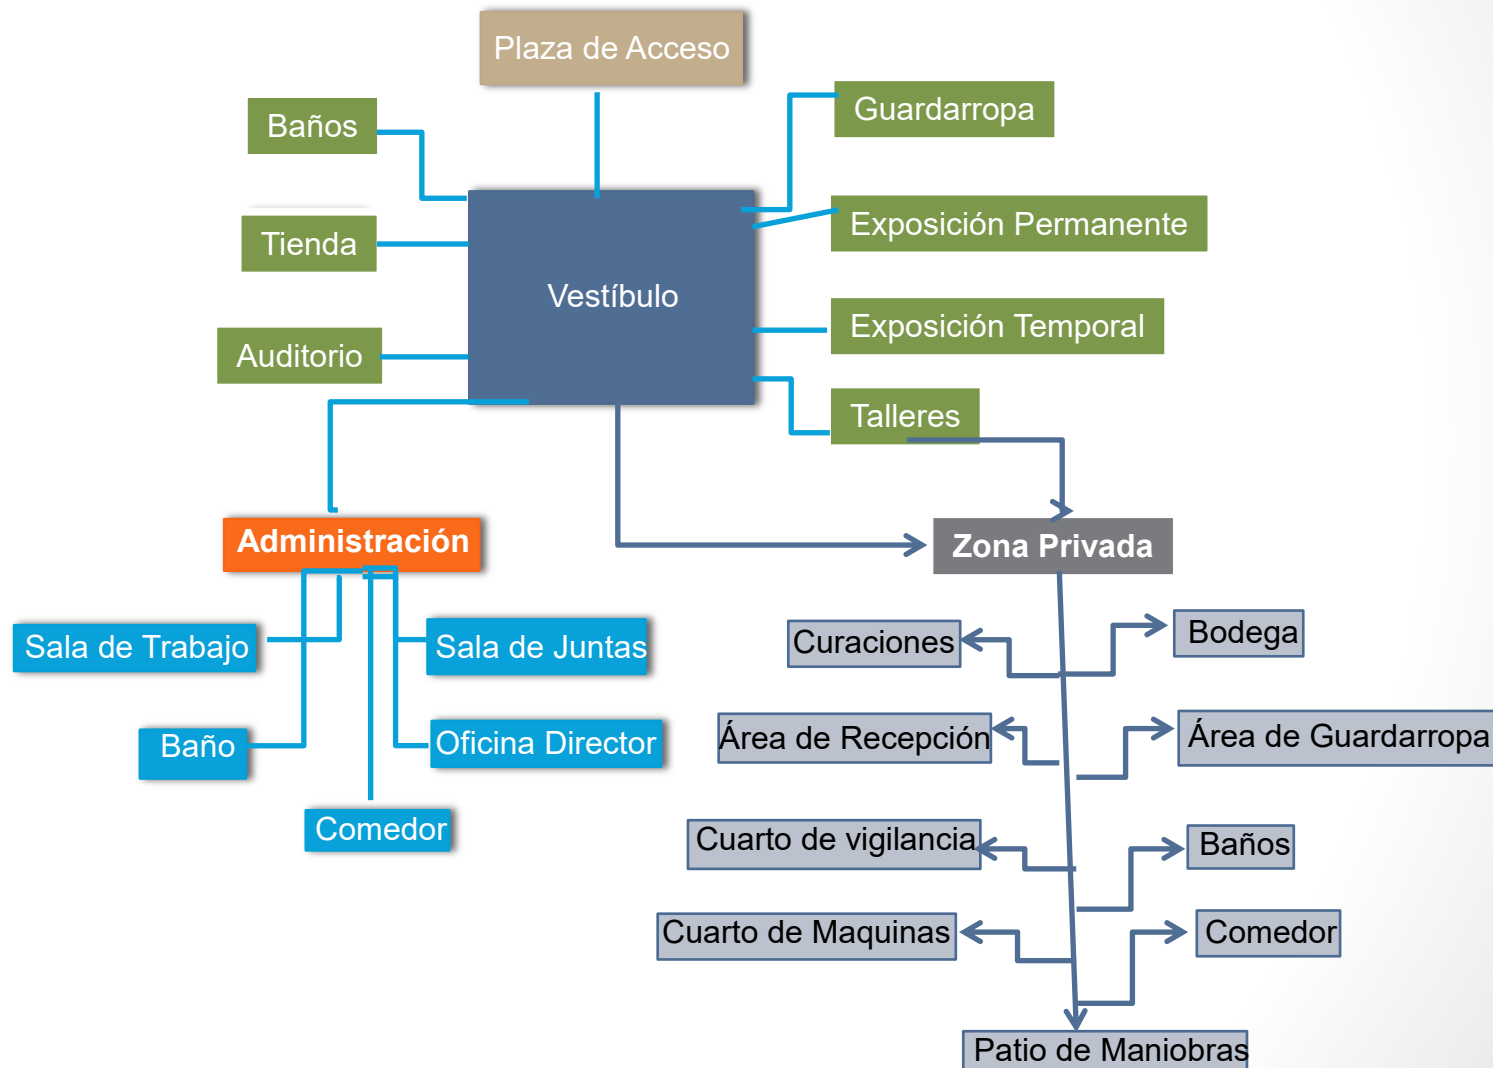 Plaza de Acceso
Baños
Guardarropa
Tienda
Exposición Permanente
Vestíbulo
Auditorio
Exposición Temporal
Talleres
Administración
Zona Privada
Sala de Trabajo
Sala de Juntas
Baño
Oficina Director
Comedor
Curaciones
Bodega
Área de Recepción
Área de Guardarropa
Cuarto de vigilancia
Baños
Cuarto de Maquinas
Comedor
Patio de Maniobras